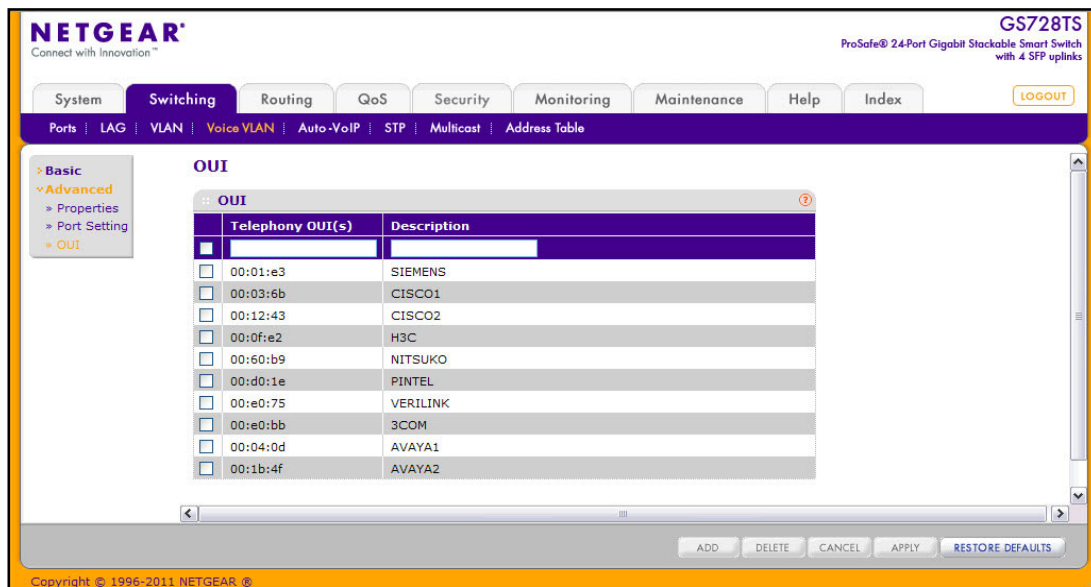 NETGEAR®
Connect with Innovation™
GS728TS
ProSafe® 24-Port Gigabit Stackable Smart Switch
with 4 SFP uplinks
System Switching Routing QoS Security Monitoring Maintenance Help Index LOGOUT
Ports LAG VLAN Voice VLAN Auto-VoIP STP Multicast Address Table
Basic
Advanced
» Properties
» Port Setting
» OUI
OUI
OUI ?
Telephony OUI(s) Description
00:01:e3 SIEMENS
00:03:6b CISCO1
00:12:43 CISCO2
00:0f:e2 H3C
00:60:b9 NITSUKO
00:d0:1e PINTEL
00:e0:75 VERILINK
00:e0:bb 3COM
00:04:0d AVAYA1
00:1b:4f AVAYA2
ADD DELETE CANCEL APPLY RESTORE DEFAULTS
Copyright © 1996-2011 NETGEAR ®